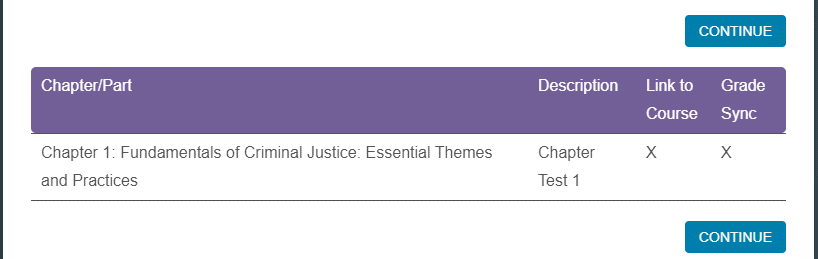 CONTINUE
Chapter/Part Description Link to Grade
Course Sync
Chapter 1: Fundamentals of Criminal Justice: Essential Themes Chapter X X
and Practices Test 1
CONTINUE